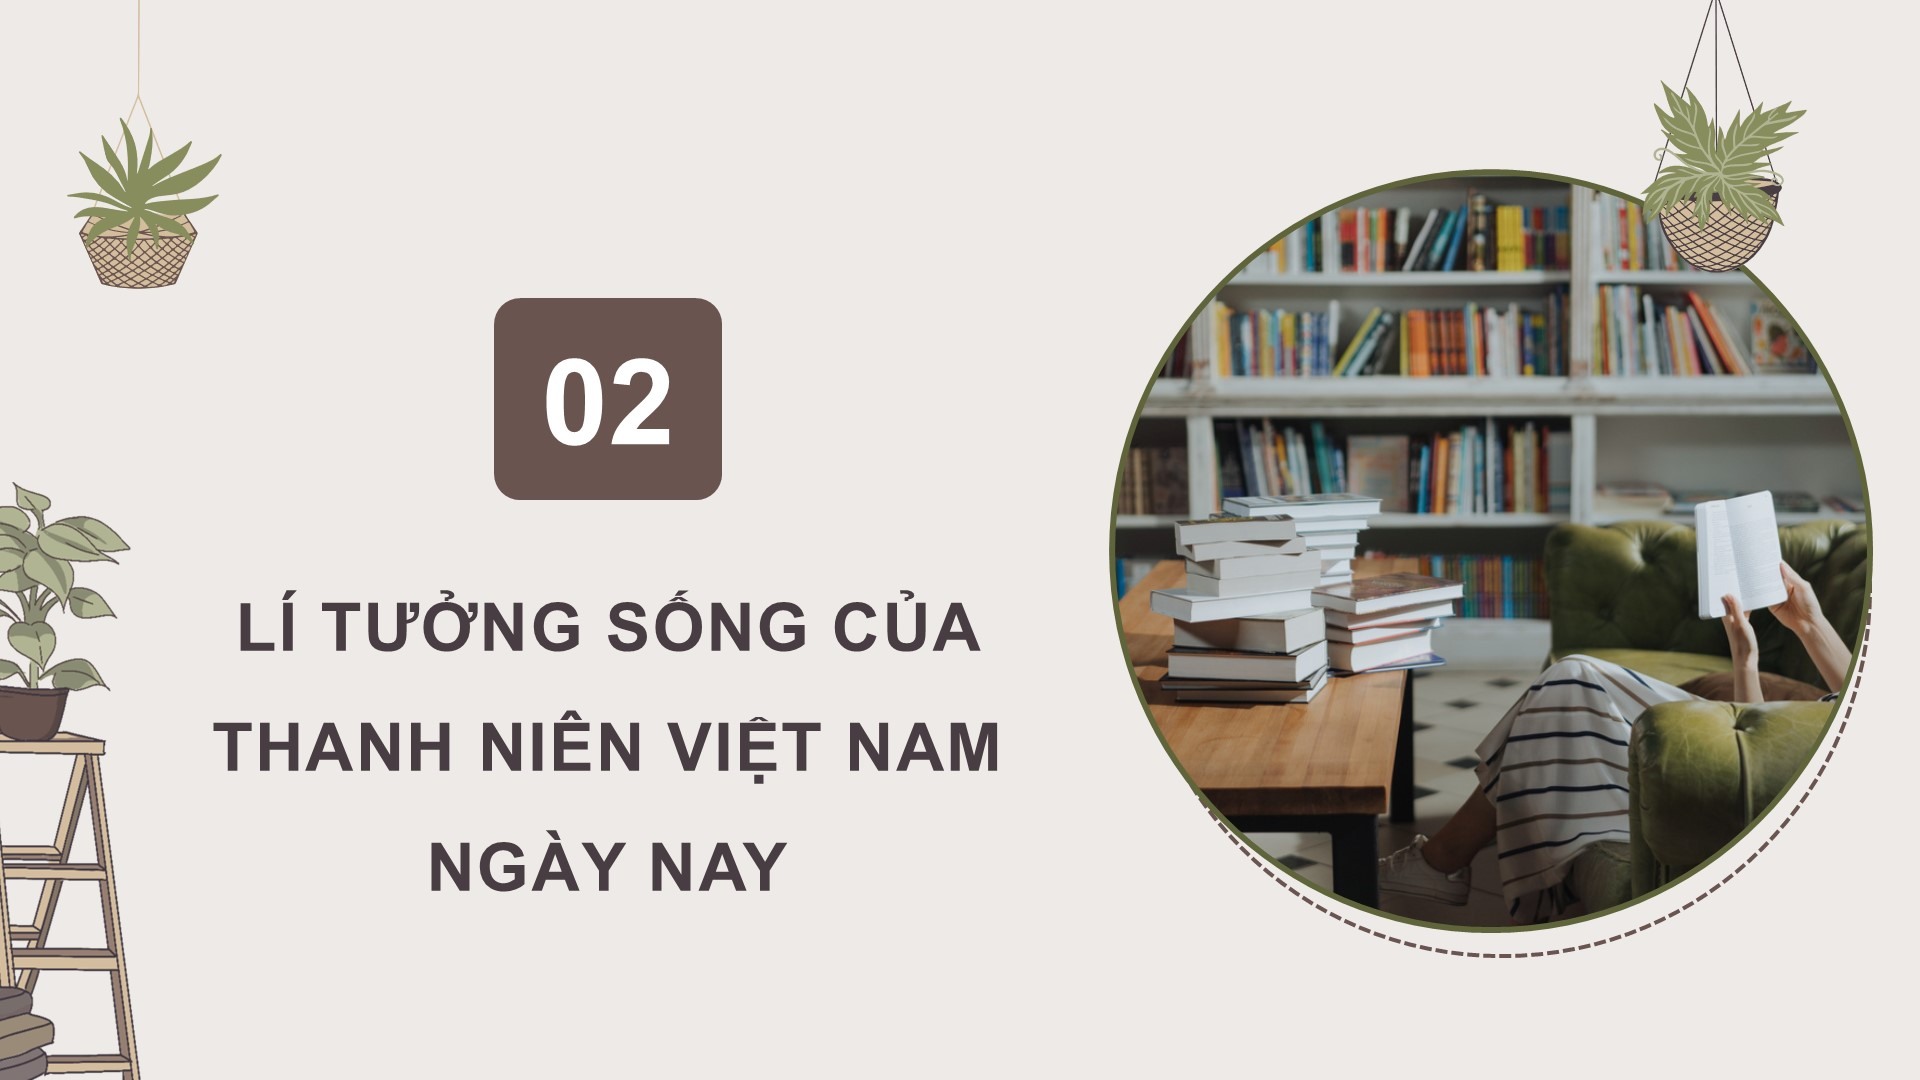 02
LÍ TƯỞNG SỐNG CỦA
THANH NIÊN VIỆT NAM
NGÀY NAY